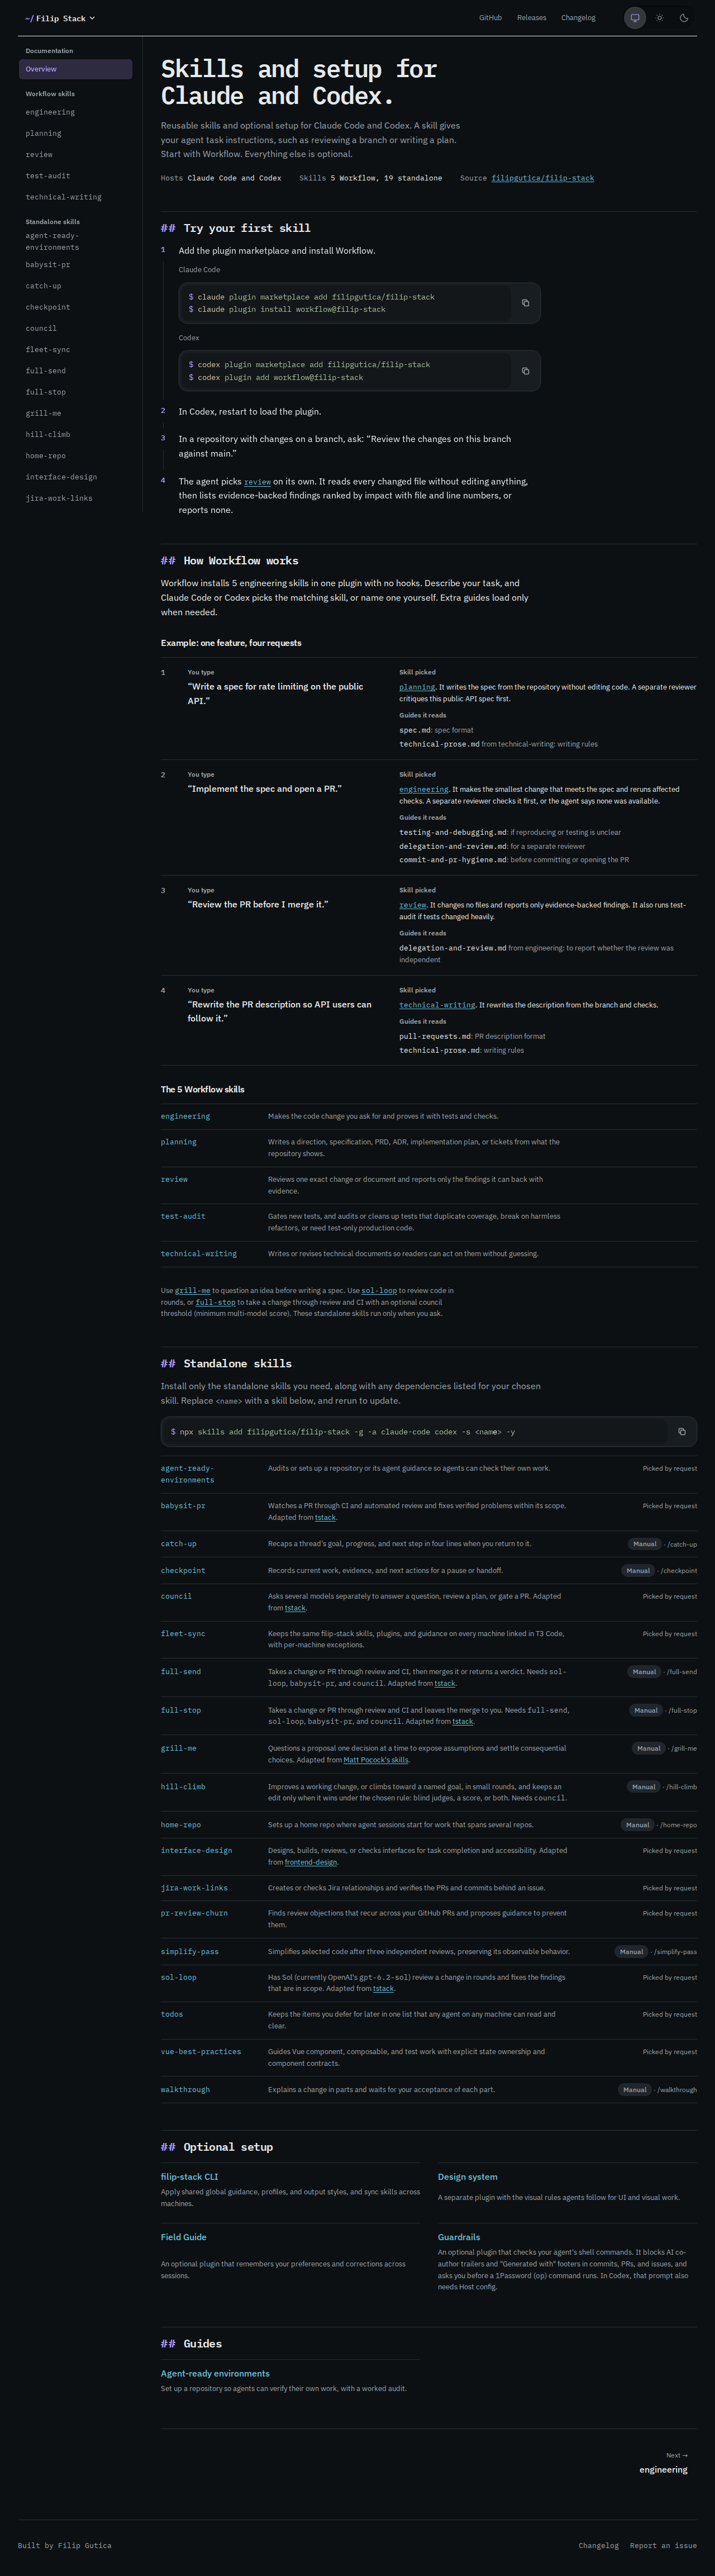 ~/ Filip Stack
GitHub Releases Changelog
Documentation
Overview
Workflow skills
engineering
planning
review
test-audit
technical-writing
Standalone skills
agent-ready-
environments
babysit-pr
catch-up
checkpoint
council
fleet-sync
full-send
full-stop
grill-me
hill-climb
home-repo
interface-design
jira-work-links
Skills and setup for
Claude and Codex.
Reusable skills and optional setup for Claude Code and Codex. A skill gives
your agent task instructions, such as reviewing a branch or writing a plan.
Start with Workflow. Everything else is optional.
Hosts Claude Code and Codex Skills 5 Workflow, 19 standalone Source filipgutica/filip-stack
## Try your first skill
1 Add the plugin marketplace and install Workflow.
Claude Code
$ claude plugin marketplace add filipgutica/filip-stack
$ claude plugin install workflow@filip-stack
Codex
$ codex plugin marketplace add filipgutica/filip-stack
$ codex plugin add workflow@filip-stack
2 In Codex, restart to load the plugin.
3 In a repository with changes on a branch, ask: “Review the changes on this branch
against main.”
4 The agent picks review on its own. It reads every changed file without editing anything,
then lists evidence-backed findings ranked by impact with file and line numbers, or
reports none.
## How Workflow works
Workflow installs 5 engineering skills in one plugin with no hooks. Describe your task, and
Claude Code or Codex picks the matching skill, or name one yourself. Extra guides load only
when needed.
Example: one feature, four requests
1 You type
“Write a spec for rate limiting on the public
API.”
Skill picked
planning. It writes the spec from the repository without editing code. A separate reviewer
critiques this public API spec first.
Guides it reads
spec.md: spec format
technical-prose.md from technical-writing: writing rules
2 You type
“Implement the spec and open a PR.”
Skill picked
engineering. It makes the smallest change that meets the spec and reruns affected
checks. A separate reviewer checks it first, or the agent says none was available.
Guides it reads
testing-and-debugging.md: if reproducing or testing is unclear
delegation-and-review.md: for a separate reviewer
commit-and-pr-hygiene.md: before committing or opening the PR
3 You type
“Review the PR before I merge it.”
Skill picked
review. It changes no files and reports only evidence-backed findings. It also runs test-
audit if tests changed heavily.
Guides it reads
delegation-and-review.md from engineering: to report whether the review was
independent
4 You type
“Rewrite the PR description so API users can
follow it.”
Skill picked
technical-writing. It rewrites the description from the branch and checks.
Guides it reads
pull-requests.md: PR description format
technical-prose.md: writing rules
The 5 Workflow skills
engineering Makes the code change you ask for and proves it with tests and checks.
planning Writes a direction, specification, PRD, ADR, implementation plan, or tickets from what the
repository shows.
review Reviews one exact change or document and reports only the findings it can back with
evidence.
test-audit Gates new tests, and audits or cleans up tests that duplicate coverage, break on harmless
refactors, or need test-only production code.
technical-writing Writes or revises technical documents so readers can act on them without guessing.
Use grill-me to question an idea before writing a spec. Use sol-loop to review code in
rounds, or full-stop to take a change through review and CI with an optional council
threshold (minimum multi-model score). These standalone skills run only when you ask.
## Standalone skills
Install only the standalone skills you need, along with any dependencies listed for your chosen
skill. Replace <name> with a skill below, and rerun to update.
$ npx skills add filipgutica/filip-stack -g -a claude-code codex -s <name> -y
agent-ready-
environments Audits or sets up a repository or its agent guidance so agents can check their own work. Picked by request
babysit-pr Watches a PR through CI and automated review and fixes verified problems within its scope.
Adapted from tstack. Picked by request
catch-up Recaps a thread's goal, progress, and next step in four lines when you return to it. Manual · /catch-up
checkpoint Records current work, evidence, and next actions for a pause or handoff. Manual · /checkpoint
council Asks several models separately to answer a question, review a plan, or gate a PR. Adapted
from tstack. Picked by request
fleet-sync Keeps the same filip-stack skills, plugins, and guidance on every machine linked in T3 Code,
with per-machine exceptions. Picked by request
full-send Takes a change or PR through review and CI, then merges it or returns a verdict. Needs sol-
loop, babysit-pr, and council. Adapted from tstack. Manual · /full-send
full-stop Takes a change or PR through review and CI and leaves the merge to you. Needs full-send,
sol-loop, babysit-pr, and council. Adapted from tstack. Manual · /full-stop
grill-me Questions a proposal one decision at a time to expose assumptions and settle consequential
choices. Adapted from Matt Pocock's skills. Manual · /grill-me
hill-climb Improves a working change, or climbs toward a named goal, in small rounds, and keeps an
edit only when it wins under the chosen rule: blind judges, a score, or both. Needs council. Manual · /hill-climb
home-repo Sets up a home repo where agent sessions start for work that spans several repos. Manual · /home-repo
interface-design Designs, builds, reviews, or checks interfaces for task completion and accessibility. Adapted
from frontend-design. Picked by request
jira-work-links Creates or checks Jira relationships and verifies the PRs and commits behind an issue. Picked by request
pr-review-churn Finds review objections that recur across your GitHub PRs and proposes guidance to prevent
them. Picked by request
simplify-pass Simplifies selected code after three independent reviews, preserving its observable behavior. Manual · /simplify-pass
sol-loop Has Sol (currently OpenAI's gpt-6.2-sol) review a change in rounds and fixes the findings
that are in scope. Adapted from tstack. Picked by request
todos Keeps the items you defer for later in one list that any agent on any machine can read and
clear. Picked by request
vue-best-practices Guides Vue component, composable, and test work with explicit state ownership and
component contracts. Picked by request
walkthrough Explains a change in parts and waits for your acceptance of each part. Manual · /walkthrough
## Optional setup
filip-stack CLI
Apply shared global guidance, profiles, and output styles, and sync skills across
machines.
Design system
A separate plugin with the visual rules agents follow for UI and visual work.
Field Guide
An optional plugin that remembers your preferences and corrections across
sessions.
Guardrails
An optional plugin that checks your agent's shell commands. It blocks AI co-
author trailers and "Generated with" footers in commits, PRs, and issues, and
asks you before a 1Password (op) command runs. In Codex, that prompt also
needs Host config.
## Guides
Agent-ready environments
Set up a repository so agents can verify their own work, with a worked audit.
Next →
engineering
Built by Filip Gutica
Changelog Report an issue